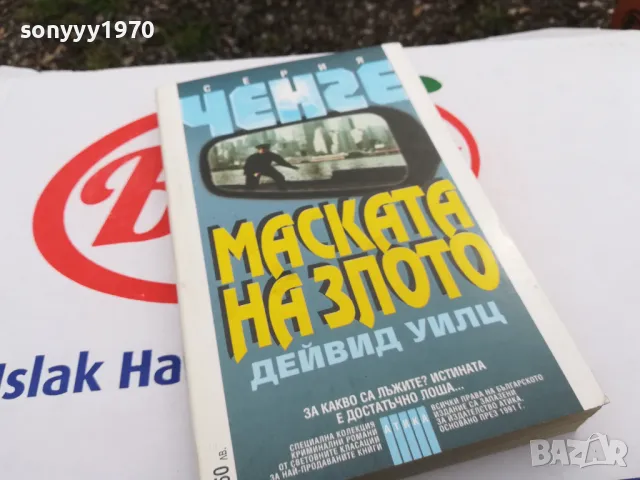 sonyyy1970
СЕРИЯ
ЧЕНГЕ
МАСКАТА
НА ЗЛОТО
ДЕЙВИД УИЛЦ
ЗА КАКВО СА ЛЪЖИТЕ? ИСТИНАТА
Е ДОСТАТЪЧНО ЛОША...
СПЕЦИАЛНА КОЛЕКЦИЯ
КРИМИНАЛНИ РОМАНИ
ОТ СВЕТОВНИТЕ КЛАСАЦИИ
ЗА НАЙ-ПРОДАВАНИТЕ КНИГИ
АТИКА
ВСИЧКИ ПРАВА НА БЪЛГАРСКОТО
ИЗДАНИЕ СА ЗАПАЗЕНИ
ЗА ИЗДАТЕЛСТВО АТИКА,
ОСНОВАНО ПРЕЗ 1991 Г.
лв.
Islak Ha
bazar.bg